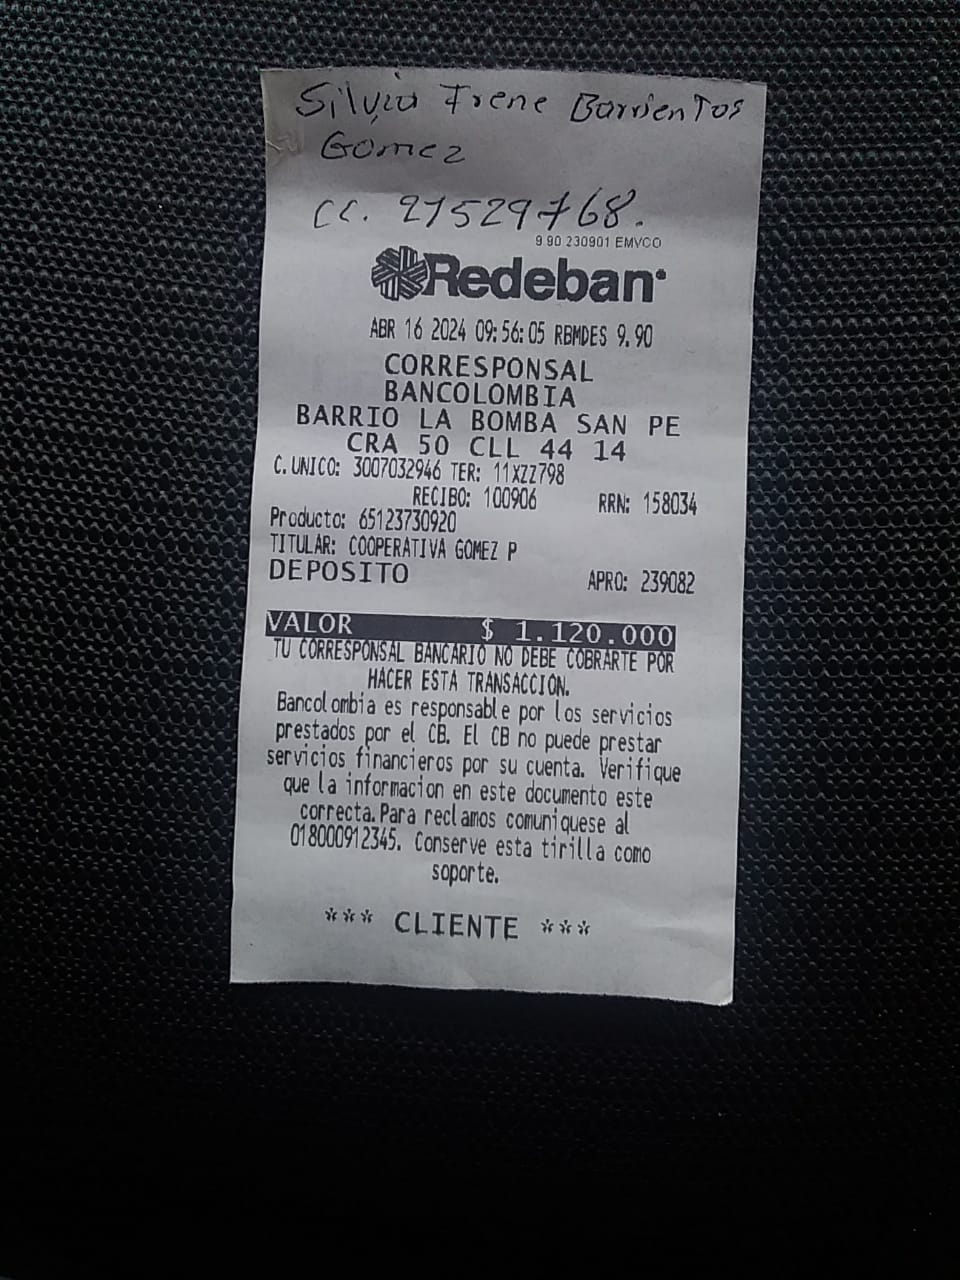 Silvia Irene Barrientos
Gomez
CC. 21529768.
9 90 230901 EMVCO
Redeban
ABR 16 2024 09:56:05 RBMDES 9.90
CORRESPONSAL
BANCOLOMBIA
BARRIO LA BOMBA SAN PE
CRA 50 CLL 44 14
C. UNICO: 3007032946 TER: 11XZZ798
RECIBO: 100906 RRN: 158034
Producto: 65123730920
TITULAR: COOPERATIVA GOMEZ P
DEPOSITO APRO: 239082
VALOR $ 1.120.000
TU CORRESPONSAL BANCARIO NO DEBE COBRARTE POR
HACER ESTA TRANSACCION.
Bancolombia es responsable por los servicios
prestados por el CB. El CB no puede prestar
servicios financieros por su cuenta. Verifique
que la informacion en este documento este
correcta. Para reclamos comuniquese al
018000912345. Conserve esta tirilla como
soporte.
*** CLIENTE ***